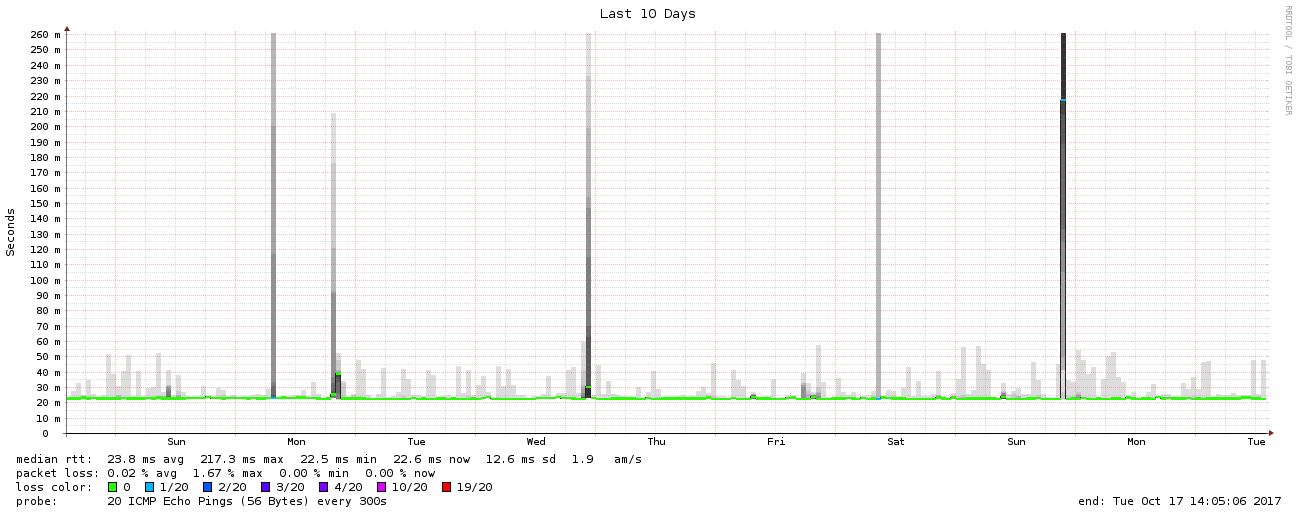 Last 10 Days
RRDTOOL / TOBI OETIKER
Seconds
260 m
250 m
240 m
230 m
220 m
210 m
200 m
190 m
180 m
170 m
160 m
150 m
140 m
130 m
120 m
110 m
100 m
90 m
80 m
70 m
60 m
50 m
40 m
30 m
20 m
10 m
0
Sun Mon Tue Wed Thu Fri Sat Sun Mon Tue
median rtt: 23.8 ms avg 217.3 ms max 22.5 ms min 22.6 ms now 12.6 ms sd 1.9 am/s
packet loss: 0.02 % avg 1.67 % max 0.00 % min 0.00 % now
loss color: 0 1/20 2/20 3/20 4/20 10/20 19/20
probe: 20 ICMP Echo Pings (56 Bytes) every 300s end: Tue Oct 17 14:05:06 2017